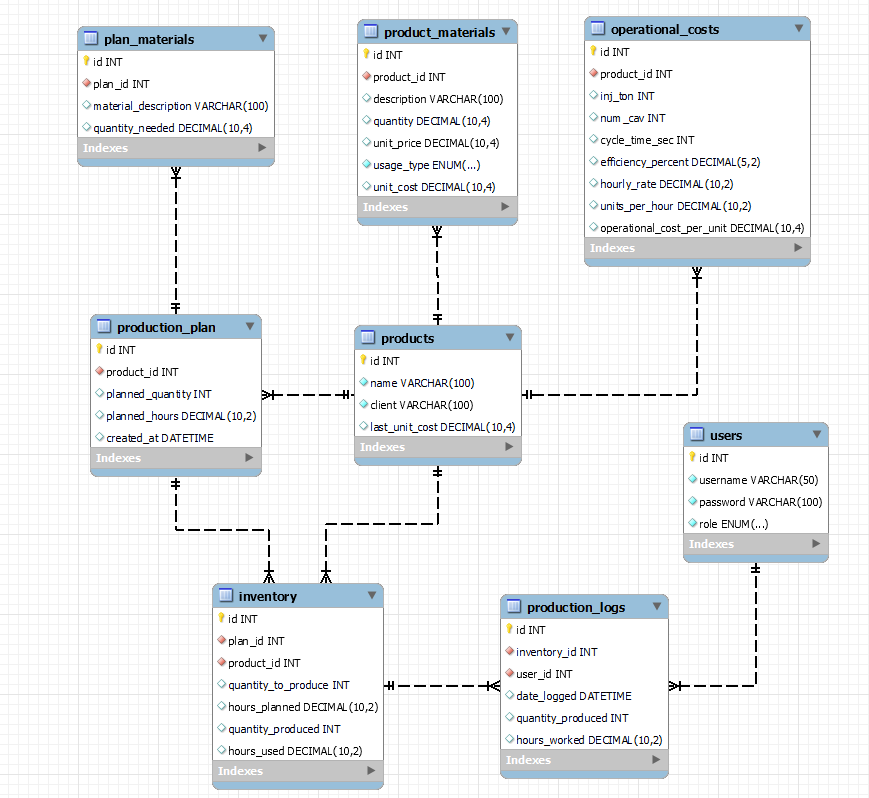 plan_materials
id INT
plan_id INT
material_description VARCHAR(100)
quantity_needed DECIMAL(10,4)
Indexes
product_materials
id INT
product_id INT
description VARCHAR(100)
quantity DECIMAL(10,4)
unit_price DECIMAL(10,4)
usage_type ENUM(...)
unit_cost DECIMAL(10,4)
Indexes
operational_costs
id INT
product_id INT
inj_ton INT
num_cav INT
cycle_time_sec INT
efficiency_percent DECIMAL(5,2)
hourly_rate DECIMAL(10,2)
units_per_hour DECIMAL(10,2)
operational_cost_per_unit DECIMAL(10,4)
Indexes
production_plan
id INT
product_id INT
planned_quantity INT
planned_hours DECIMAL(10,2)
created_at DATETIME
Indexes
products
id INT
name VARCHAR(100)
client VARCHAR(100)
last_unit_cost DECIMAL(10,4)
Indexes
users
id INT
username VARCHAR(50)
password VARCHAR(100)
role ENUM(...)
Indexes
inventory
id INT
plan_id INT
product_id INT
quantity_to_produce INT
hours_planned DECIMAL(10,2)
quantity_produced INT
hours_used DECIMAL(10,2)
Indexes
production_logs
id INT
inventory_id INT
user_id INT
date_logged DATETIME
quantity_produced INT
hours_worked DECIMAL(10,2)
Indexes